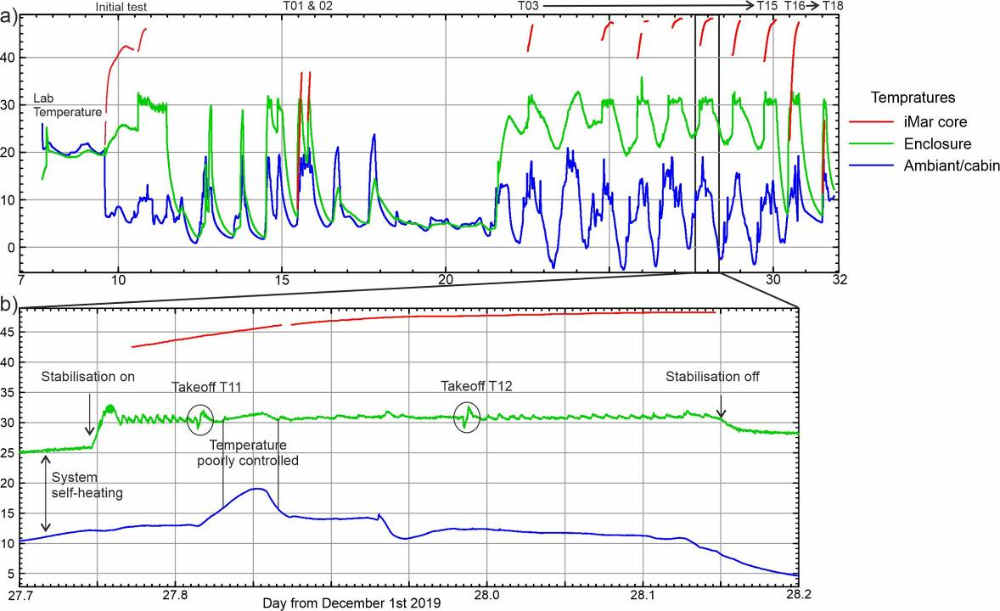 Initial test T01 & 02 T03 T15 T16 T18
a)
40
30
20
10
0
Lab
Temperature
7 10 15 20 30 32
Tempratures
iMar core
Enclosure
Ambiant/cabin
b)
45
40
35
30
25
20
15
10
5
Stabilisation on
Takeoff T11
Takeoff T12
Stabilisation off
Temperature
poorly controlled
System
self-heating
27.7 27.8 28.0 28.1 28.2
Day from December 1st 2019